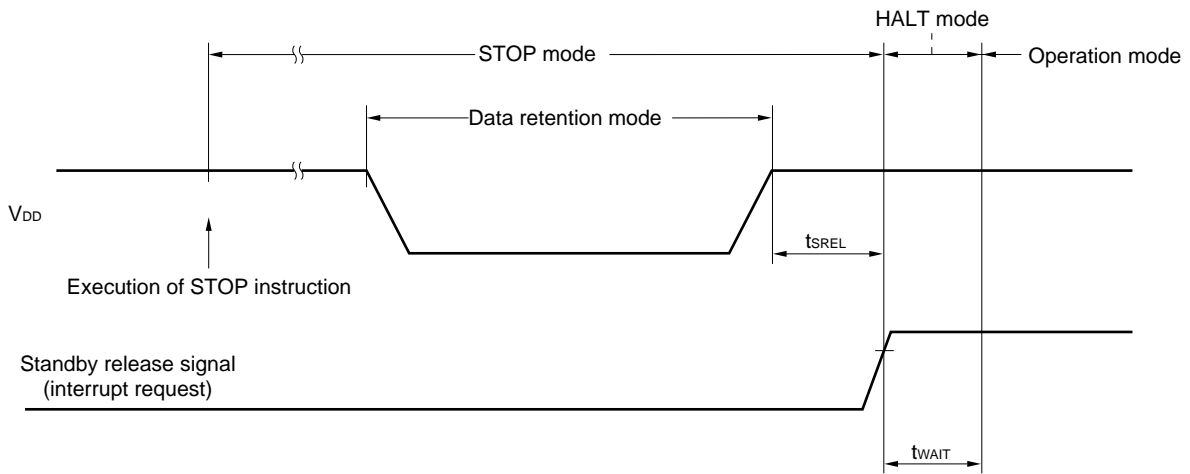 HALT mode
STOP mode
Operation mode
Data retention mode
VDD
tSREL
Execution of STOP instruction
Standby release signal
(interrupt request)
tWAIT